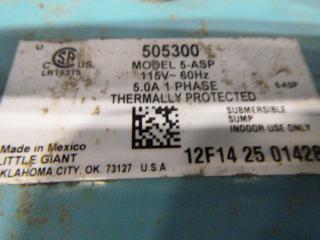 505300
MODEL 5-ASP
115V~ 60Hz
5.0A 1 PHASE
THERMALLY PROTECTED
LR19315
5-ASP
SUBMERSIBLE
SUMP
INDOOR USE ONLY
Made in Mexico
LITTLE GIANT
OKLAHOMA CITY, OK. 73127 U.S.A
12F14 25 01428